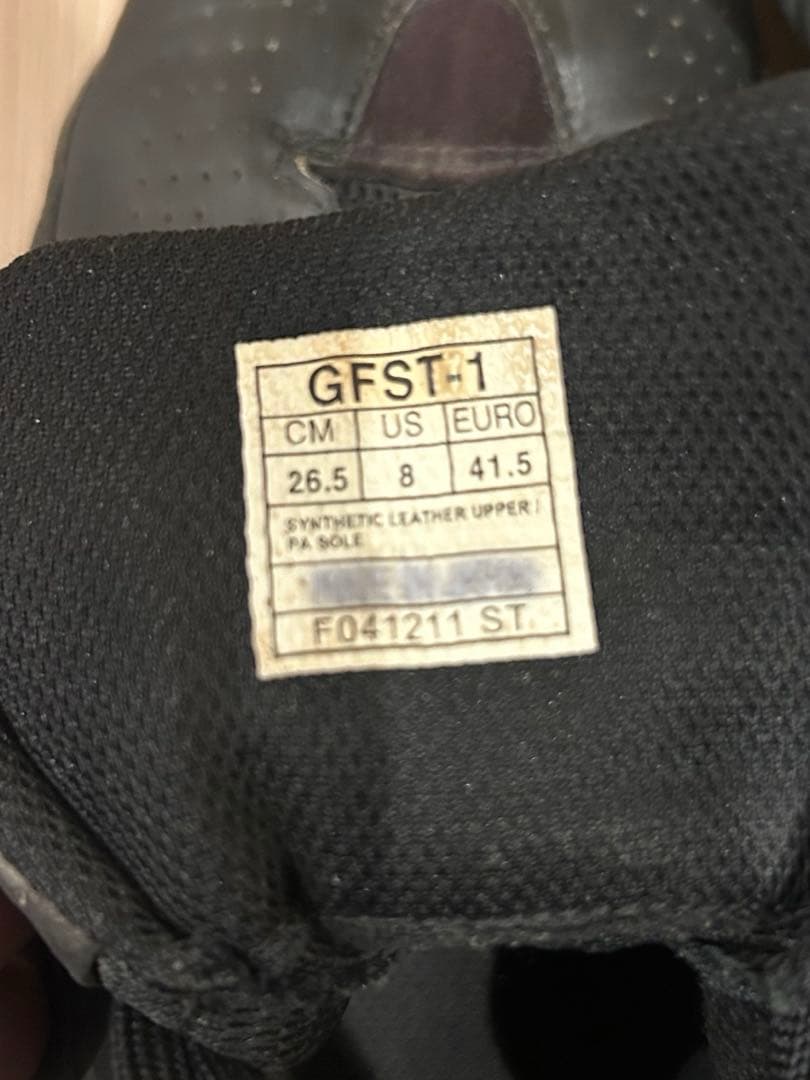 GFST-1
CM US EURO
26.5 8 41.5
SYNTHETIC LEATHER UPPER /
PA SOLE
F041211 ST